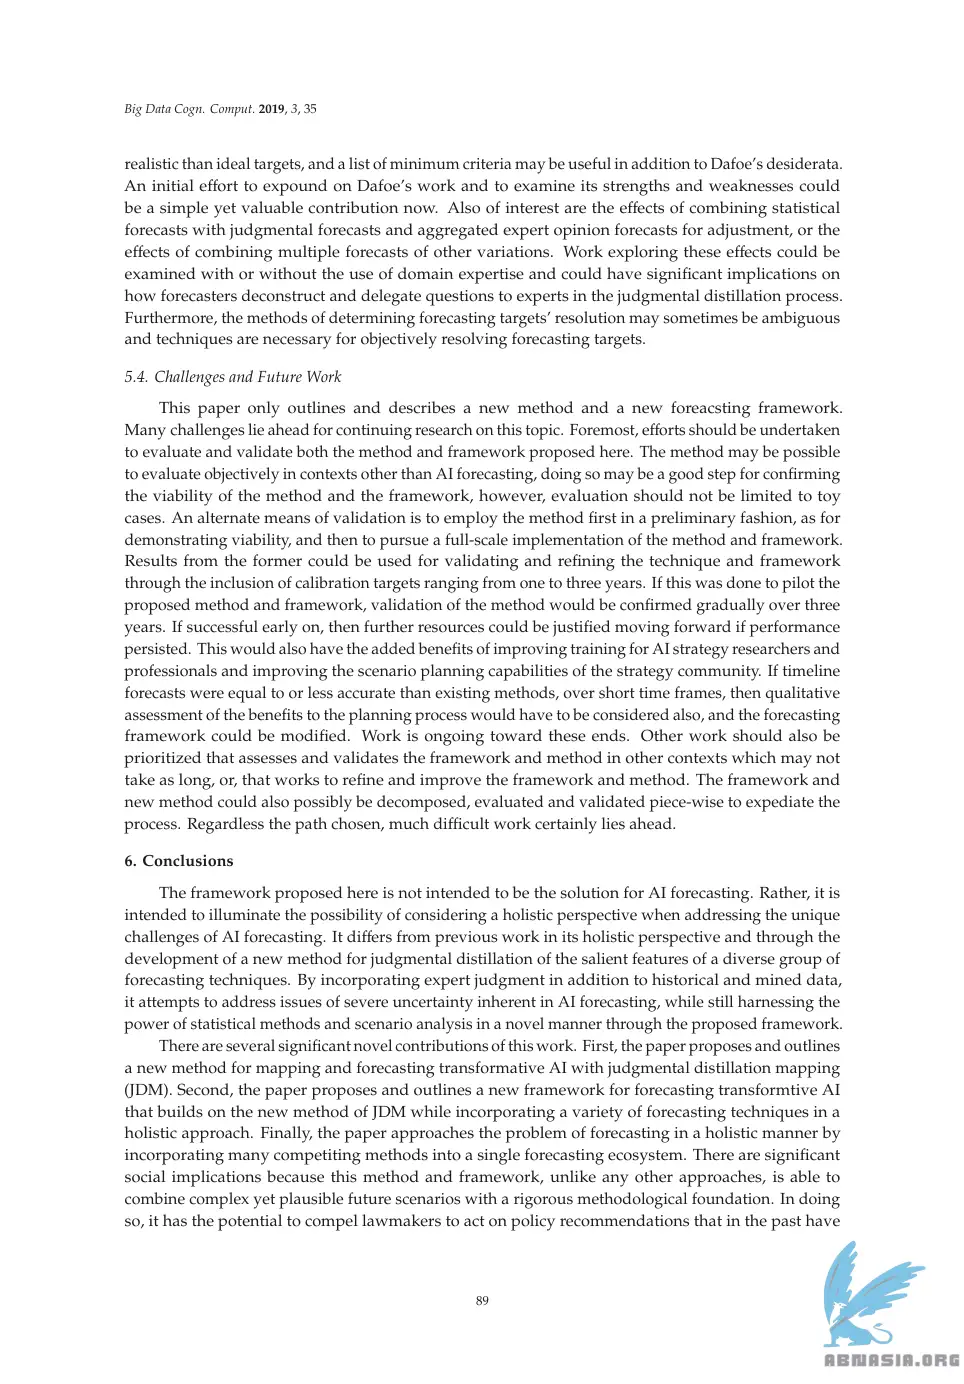 Big Data Cogn. Comput. 2019, 3, 35
realistic than ideal targets, and a list of minimum criteria may be useful in addition to Dafoe's desiderata.
An initial effort to expound on Dafoe's work and to examine its strengths and weaknesses could
be a simple yet valuable contribution now. Also of interest are the effects of combining statistical
forecasts with judgmental forecasts and aggregated expert opinion forecasts for adjustment, or the
effects of combining multiple forecasts of other variations. Work exploring these effects could be
examined with or without the use of domain expertise and could have significant implications on
how forecasters deconstruct and delegate questions to experts in the judgmental distillation process.
Furthermore, the methods of determining forecasting targets' resolution may sometimes be ambiguous
and techniques are necessary for objectively resolving forecasting targets.
5.4. Challenges and Future Work
This paper only outlines and describes a new method and a new foreacsting framework.
Many challenges lie ahead for continuing research on this topic. Foremost, efforts should be undertaken
to evaluate and validate both the method and framework proposed here. The method may be possible
to evaluate objectively in contexts other than AI forecasting, doing so may be a good step for confirming
the viability of the method and the framework, however, evaluation should not be limited to toy
cases. An alternate means of validation is to employ the method first in a preliminary fashion, as for
demonstrating viability, and then to pursue a full-scale implementation of the method and framework.
Results from the former could be used for validating and refining the technique and framework
through the inclusion of calibration targets ranging from one to three years. If this was done to pilot the
proposed method and framework, validation of the method would be confirmed gradually over three
years. If successful early on, then further resources could be justified moving forward if performance
persisted. This would also have the added benefits of improving training for AI strategy researchers and
professionals and improving the scenario planning capabilities of the strategy community. If timeline
forecasts were equal to or less accurate than existing methods, over short time frames, then qualitative
assessment of the benefits to the planning process would have to be considered also, and the forecasting
framework could be modified. Work is ongoing toward these ends. Other work should also be
prioritized that assesses and validates the framework and method in other contexts which may not
take as long, or, that works to refine and improve the framework and method. The framework and
new method could also possibly be decomposed, evaluated and validated piece-wise to expediate the
process. Regardless the path chosen, much difficult work certainly lies ahead.
6. Conclusions
The framework proposed here is not intended to be the solution for AI forecasting. Rather, it is
intended to illuminate the possibility of considering a holistic perspective when addressing the unique
challenges of AI forecasting. It differs from previous work in its holistic perspective and through the
development of a new method for judgmental distillation of the salient features of a diverse group of
forecasting techniques. By incorporating expert judgment in addition to historical and mined data,
it attempts to address issues of severe uncertainty inherent in AI forecasting, while still harnessing the
power of statistical methods and scenario analysis in a novel manner through the proposed framework.
There are several significant novel contributions of this work. First, the paper proposes and outlines
a new method for mapping and forecasting transformative AI with judgmental distillation mapping
(JDM). Second, the paper proposes and outlines a new framework for forecasting transformtive AI
that builds on the new method of JDM while incorporating a variety of forecasting techniques in a
holistic approach. Finally, the paper approaches the problem of forecasting in a holistic manner by
incorporating many competing methods into a single forecasting ecosystem. There are significant
social implications because this method and framework, unlike any other approaches, is able to
combine complex yet plausible future scenarios with a rigorous methodological foundation. In doing
so, it has the potential to compel lawmakers to act on policy recommendations that in the past have
89
ABNASIA.ORG